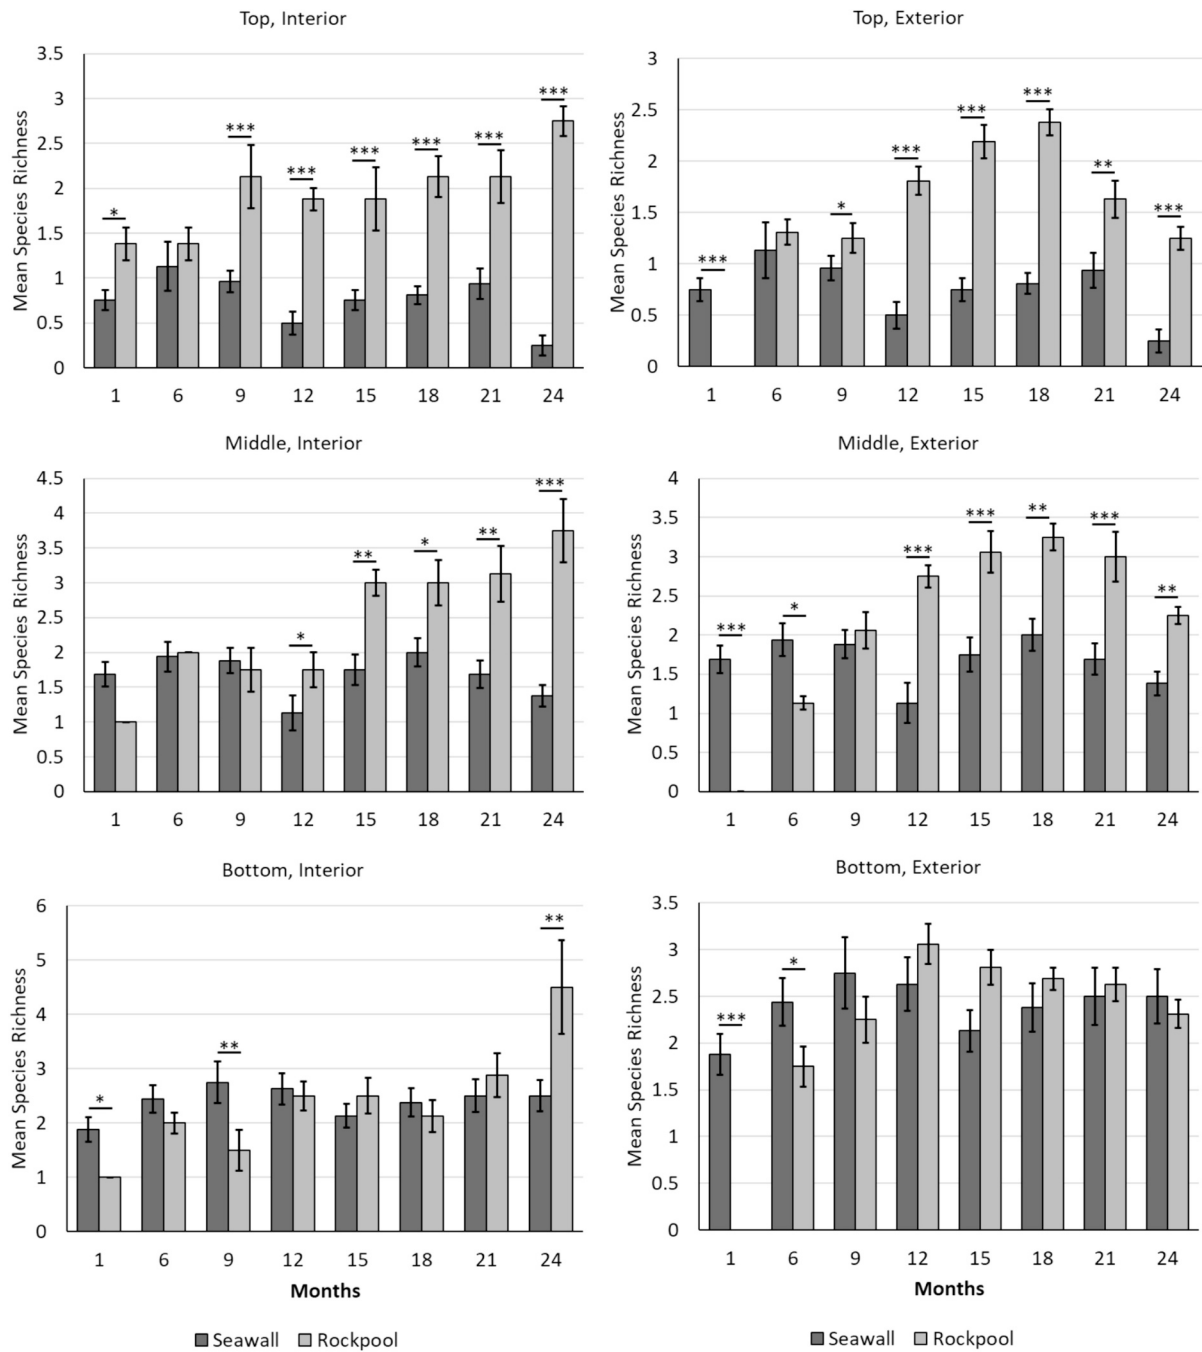 Top, Interior
Mean Species Richness
3.5
3
2.5
2
1.5
1
0.5
0
* *** *** *** *** *** ***
1 6 9 12 15 18 21 24
Top, Exterior
Mean Species Richness
3
2.5
2
1.5
1
0.5
0
*** * *** *** *** ** ***
1 6 9 12 15 18 21 24
Middle, Interior
Mean Species Richness
4.5
4
3.5
3
2.5
2
1.5
1
0.5
0
* ** * ** ***
1 6 9 12 15 18 21 24
Middle, Exterior
Mean Species Richness
4
3.5
3
2.5
2
1.5
1
0.5
0
*** * *** *** ** *** **
1 6 9 12 15 18 21 24
Bottom, Interior
Mean Species Richness
6
5
4
3
2
1
0
* ** **
1 6 9 12 15 18 21 24
Months
Seawall Rockpool
Bottom, Exterior
Mean Species Richness
3.5
3
2.5
2
1.5
1
0.5
0
*** *
1 6 9 12 15 18 21 24
Months
Seawall Rockpool